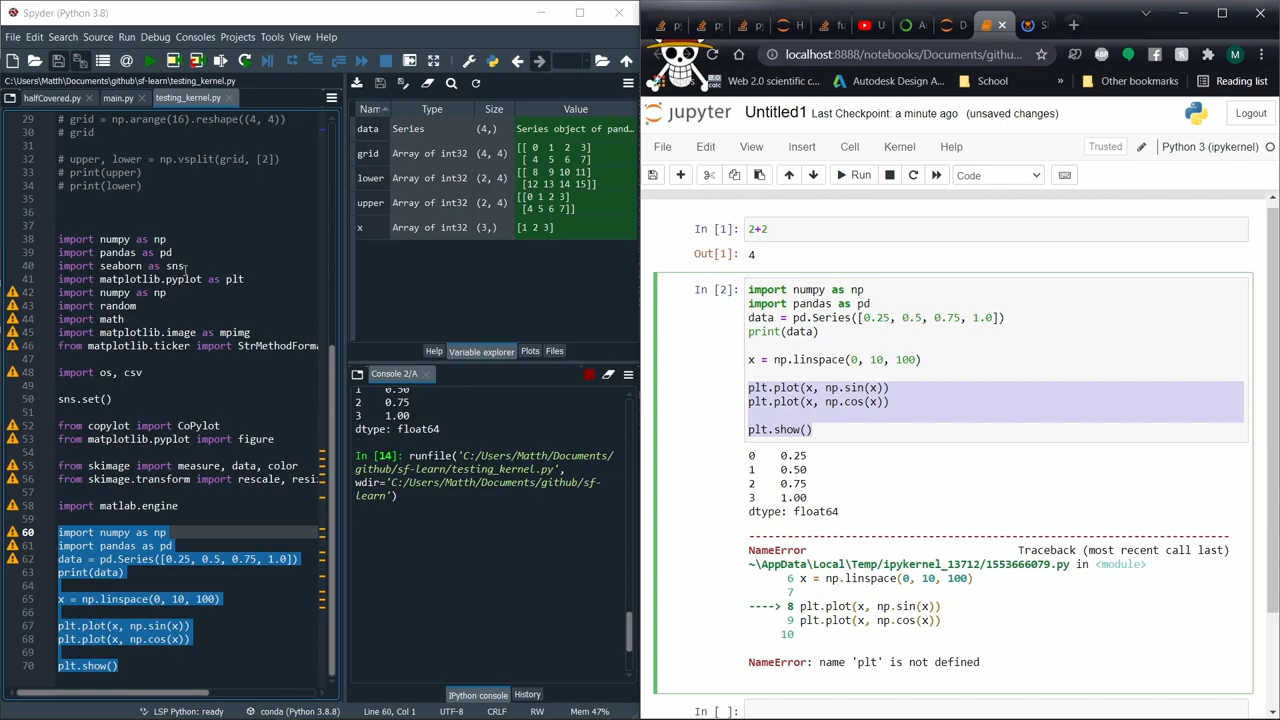 Spyder (Python 3.8)
File Edit Search Source Run Debug Consoles Projects Tools View Help
C:\Users\Matth\Documents\github\sf-learn\testing_kernel.py
halfCovered.py main.py testing_kernel.py
29 # grid = np.arange(16).reshape((4, 4))
30 # grid
31
32 # upper, lower = np.vsplit(grid, [2])
33 # print(upper)
34 # print(lower)
35
36
37
38 import numpy as np
39 import pandas as pd
40 import seaborn as sns
41 import matplotlib.pyplot as plt
42 import numpy as np
43 import random
44 import math
45 import matplotlib.image as mpimg
46 from matplotlib.ticker import StrMethodForma
47
48 import os, csv
49
50 sns.set()
51
52 from copylot import CoPylot
53 from matplotlib.pyplot import figure
54
55 from skimage import measure, data, color
56 from skimage.transform import rescale, resi
57
58 import matlab.engine
59
60 import numpy as np
61 import pandas as pd
62 data = pd.Series([0.25, 0.5, 0.75, 1.0])
63 print(data)
64
65 x = np.linspace(0, 10, 100)
66
67 plt.plot(x, np.sin(x))
68 plt.plot(x, np.cos(x))
69
70 plt.show()
Nam Type Size Value
data Series (4,) Series object of pand…
grid Array of int32 (4, 4) [[ 0 1 2 3]
[ 4 5 6 7]
lower Array of int32 (2, 4) [[ 8 9 10 11]
[12 13 14 15]]
upper Array of int32 (2, 4) [[0 1 2 3]
[4 5 6 7]]
x Array of int32 (3,) [1 2 3]
Help Variable explorer Plots Files
Console 2/A
1 0.50
2 0.75
3 1.00
dtype: float64
In [14]: runfile('C:/Users/Matth/Documents/
github/sf-learn/testing_kernel.py',
wdir='C:/Users/Matth/Documents/github/sf-
learn')
IPython console History
LSP Python: ready conda (Python 3.8.8) Line 60, Col 1 UTF-8 CRLF RW Mem 47%
localhost:8888/notebooks/Documents/githu…
Web 2.0 scientific c… Autodesk Design A… School Reading list
jupyter Untitled1 Last Checkpoint: a minute ago (unsaved changes) Logout
File Edit View Insert Cell Kernel Help Trusted Python 3 (ipykernel)
Run Code
In [1]: 2+2
Out[1]: 4
In [2]: import numpy as np
import pandas as pd
data = pd.Series([0.25, 0.5, 0.75, 1.0])
print(data)
x = np.linspace(0, 10, 100)
plt.plot(x, np.sin(x))
plt.plot(x, np.cos(x))
plt.show()
0 0.25
1 0.50
2 0.75
3 1.00
dtype: float64
NameError Traceback (most recent call last)
~\AppData\Local\Temp/ipykernel_13712/1553666079.py in <module>
6 x = np.linspace(0, 10, 100)
7
----> 8 plt.plot(x, np.sin(x))
9 plt.plot(x, np.cos(x))
10
NameError: name 'plt' is not defined
In [ ]: